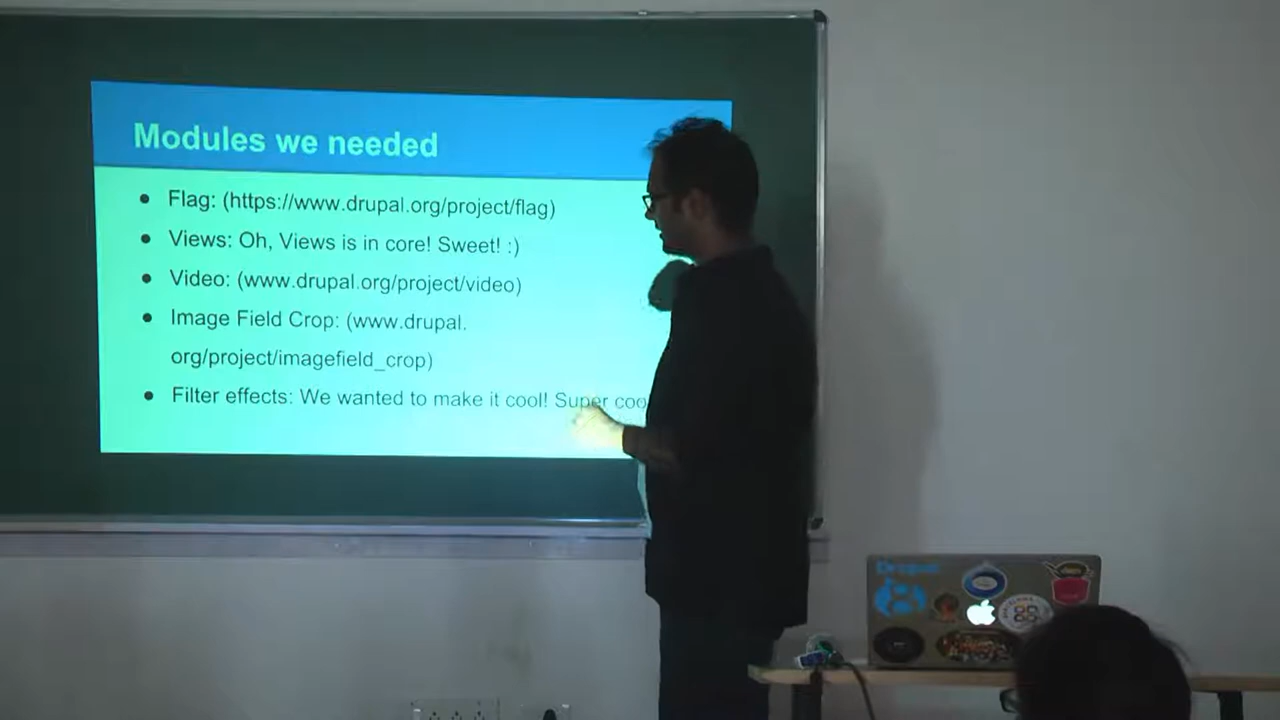 Modules we needed
● Flag: (https://www.drupal.org/project/flag)
● Views: Oh, Views is in core! Sweet! :)
● Video: (www.drupal.org/project/video)
● Image Field Crop: (www.drupal.
org/project/imagefield_crop)
● Filter effects: We wanted to make it cool! Super coo
Drupal